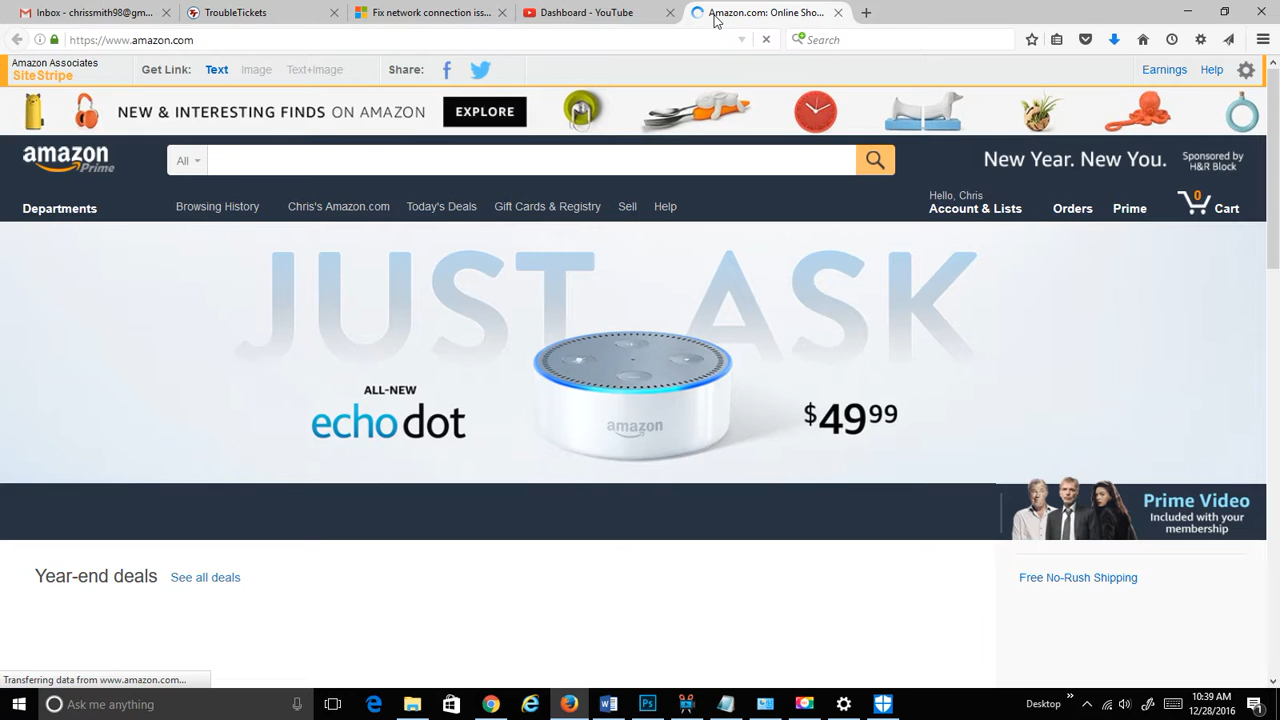 Inbox - chrissmith98@gm...
TroubleTickets
Fix network connection iss...
Dashboard - YouTube
Amazon.com: Online Sho...
https://www.amazon.com
Search
Amazon Associates
SiteStripe
Get Link: Text Image Text+Image Share:
Earnings Help
NEW & INTERESTING FINDS ON AMAZON EXPLORE
amazon
Prime
All
New Year. New You.
Sponsored by
H&R Block
Departments
Browsing History Chris's Amazon.com Today's Deals Gift Cards & Registry Sell Help
Hello, Chris
Account & Lists
Orders Prime
0
Cart
JUST ASK
ALL-NEW
echo dot
amazon
$49 99
Prime Video
Included with your
membership
Year-end deals See all deals
Free No-Rush Shipping
Transferring data from www.amazon.com...
Ask me anything
Desktop
10:39 AM
12/28/2016